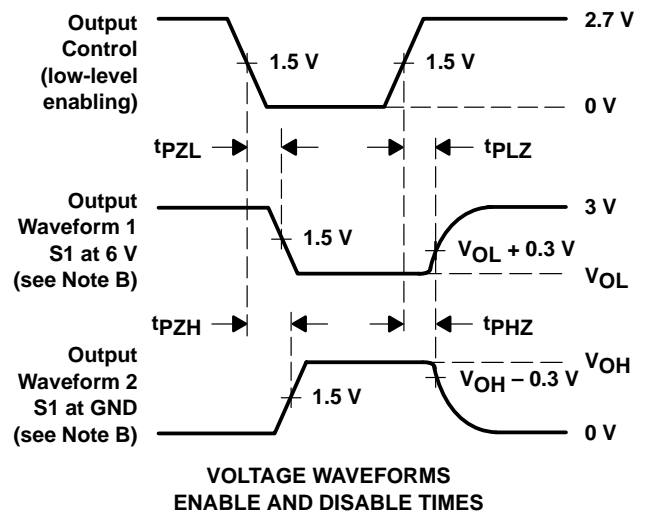 Output
Control
(low-level
enabling)
1.5 V
1.5 V
2.7 V
0 V
tPZL
tPLZ
Output
Waveform 1
S1 at 6 V
(see Note B)
1.5 V
3 V
VOL + 0.3 V
VOL
tPZH
tPHZ
Output
Waveform 2
S1 at GND
(see Note B)
1.5 V
VOH
VOH – 0.3 V
0 V
VOLTAGE WAVEFORMS
ENABLE AND DISABLE TIMES